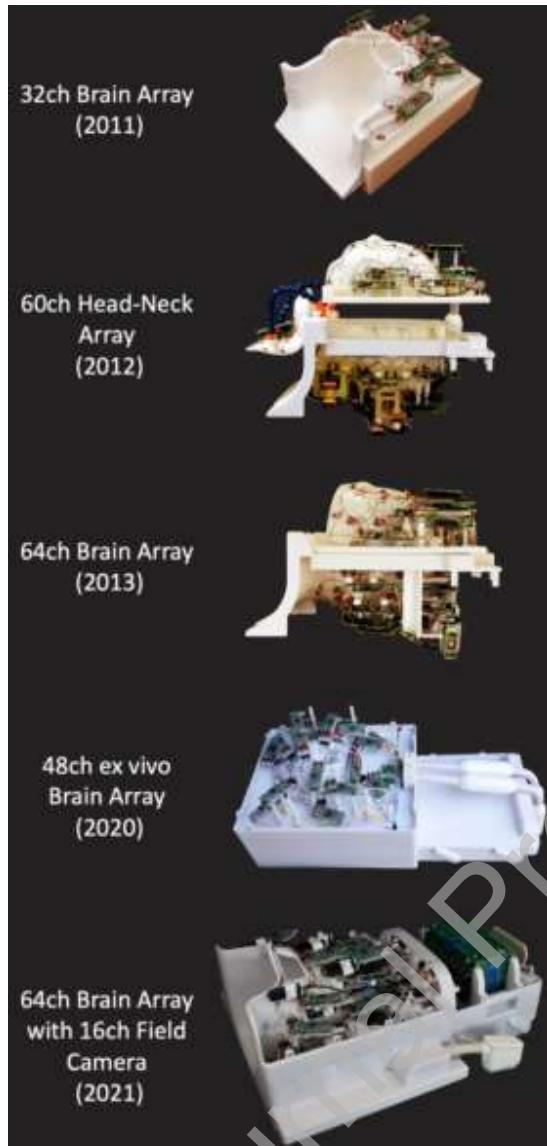 32ch Brain Array
(2011)
60ch Head-Neck
Array
(2012)
64ch Brain Array
(2013)
48ch ex vivo
Brain Array
(2020)
64ch Brain Array
with 16ch Field
Camera
(2021)